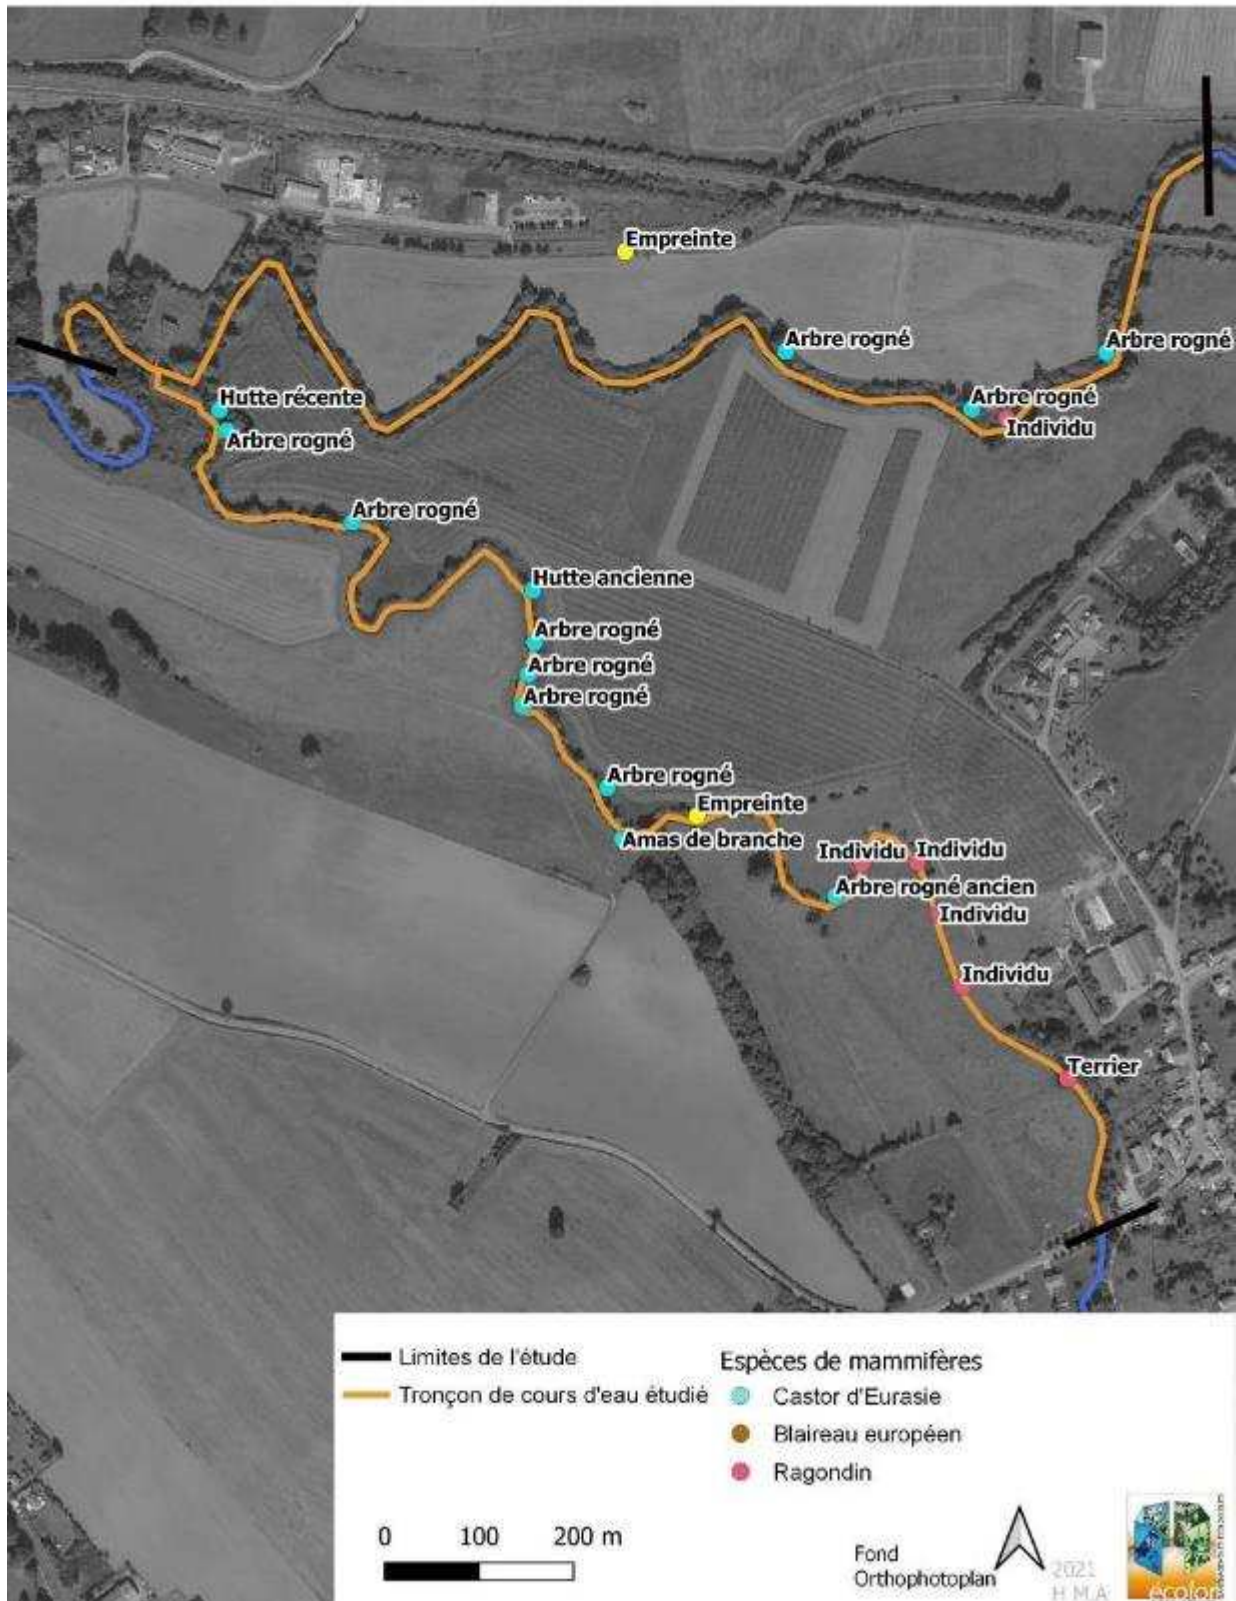 Empreinte
Arbre rogné
Arbre rogné
Hutte récente
Arbre rogné
Individu
Arbre rogné
Arbre rogné
Hutte ancienne
Arbre rogné
Arbre rogné
Arbre rogné
Arbre rogné
Empreinte
Amas de branche
Individu
Individu
Arbre rogné ancien
Individu
Individu
Terrier
Limites de l'étude
Tronçon de cours d'eau étudié
Espèces de mammifères
Castor d'Eurasie
Blaireau européen
Ragondin
0 100 200 m
Fond
Orthophotoplan
2021
H.M.A
écolor